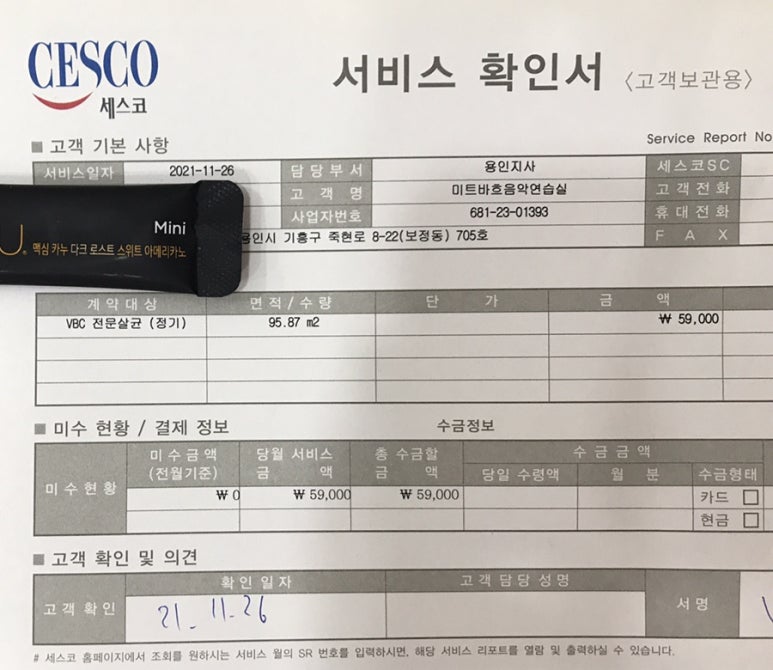 CESCO
세스코
서비스 확인서 〈고객보관용〉
■ 고객 기본 사항
Service Report No
서비스일자 2021-11-26 담당부서 용인지사 세스코SC
고객명 미트바흐음악연습실 고객전화
사업자번호 681-23-01393 휴대전화
용인시 기흥구 죽현로 8-22(보정동) 705호 FAX
Mini
맥심 카누 다크 로스트 스위트 아메리카노
계약대상 면적/수량 단가 금액
VBC 전문살균 (정기) 95.87 m2 ₩ 59,000
■ 미수 현황 / 결제 정보 수금정보
미수현황 미수금액 (전월기준) 당월 서비스 금액 총 수금할 금액 수금금액
당일 수령액 월분 수금형태
₩ 0 ₩ 59,000 ₩ 59,000 카드 □
현금 □
■ 고객 확인 및 의견
확인일자 고객담당성명
고객확인 21. 11. 26 서명
# 세스코 홈페이지에서 조회를 원하시는 서비스 월의 SR 번호를 입력하시면, 해당 서비스 리포트를 열람 및 출력하실 수 있습니다.